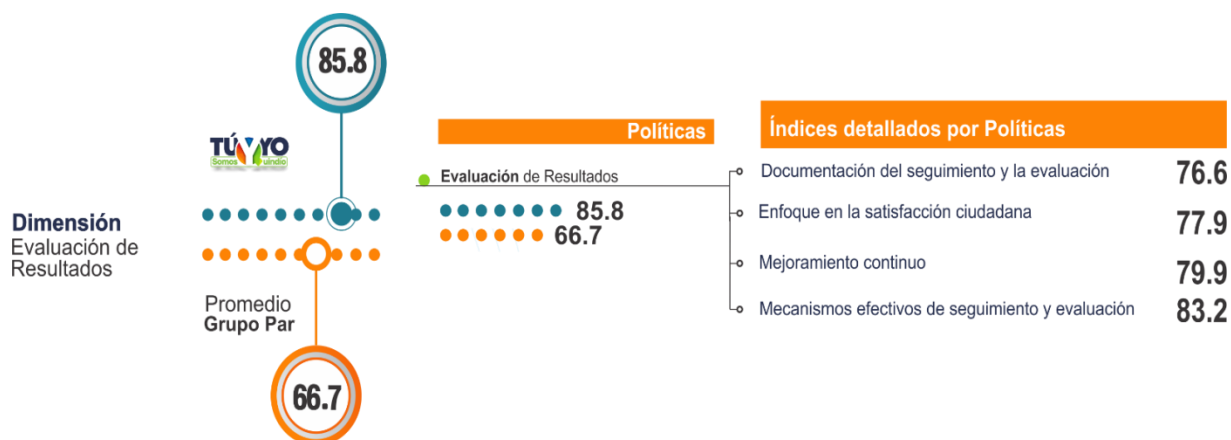 85.8
TÚ Y YO
Somos Quindío
Dimensión
Evaluación de
Resultados
Promedio
Grupo Par
66.7
Políticas
Evaluación de Resultados
85.8
66.7
Índices detallados por Políticas
Documentación del seguimiento y la evaluación 76.6
Enfoque en la satisfacción ciudadana 77.9
Mejoramiento continuo 79.9
Mecanismos efectivos de seguimiento y evaluación 83.2